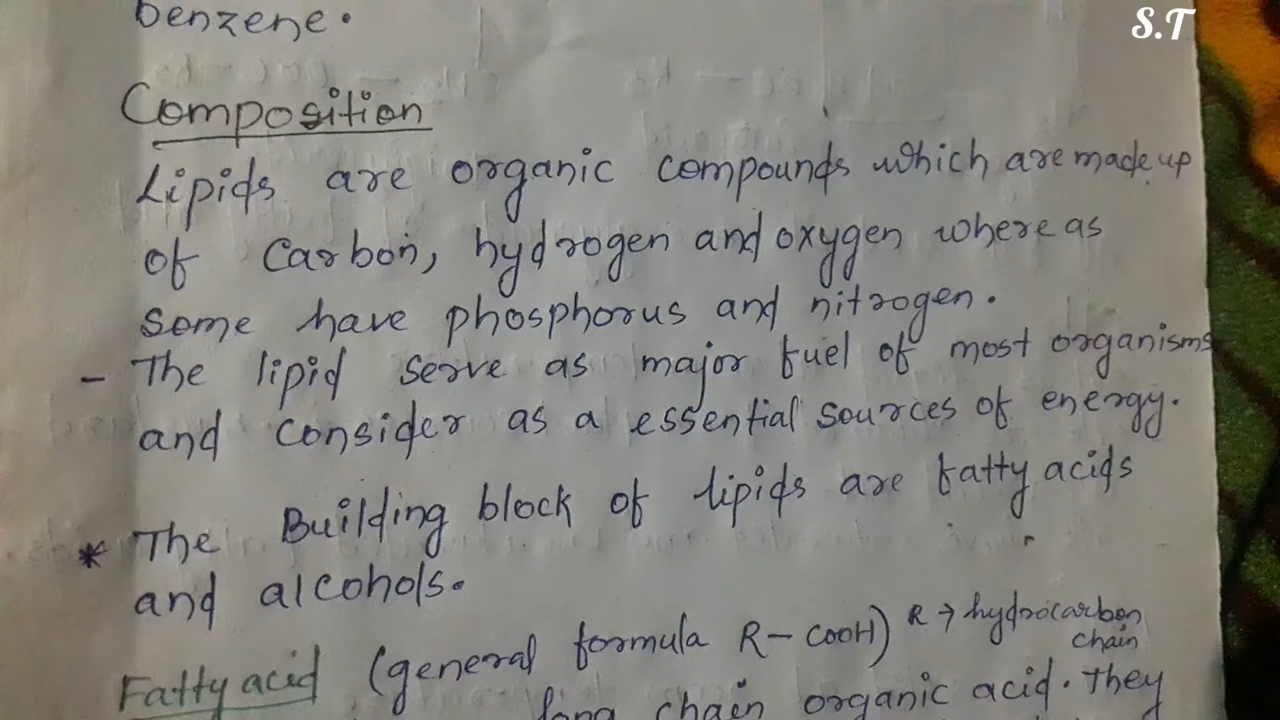 benzene.
S.T
Composition
Lipids are organic compounds which are made up
of Carbon, hydrogen and oxygen where as
some have phosphorus and nitrogen.
- The lipid serve as major fuel of most organisms
and consider as a essential sources of energy.
* The Building block of lipids are fatty acids
and alcohols.
Fatty acid (general formula R-COOH) R → hydrocarbon
chain
long chain organic acid. They